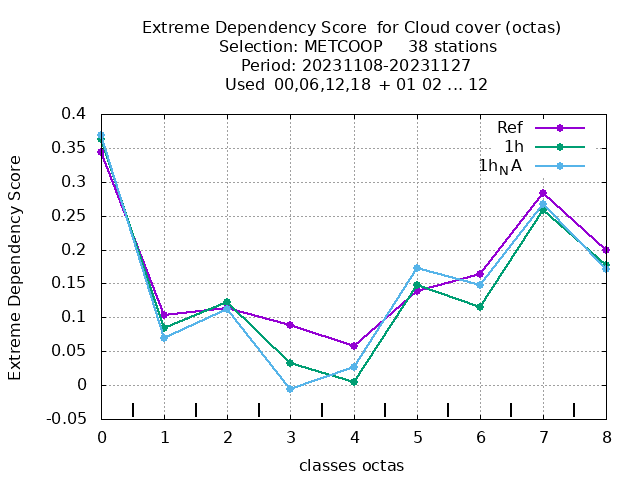 Extreme Dependency Score  for Cloud cover (octas)
Selection: METCOOP     38 stations
Period: 20231108-20231127
Used  00,06,12,18 + 01 02 ... 12
Ref
1h
1h_NA
0.4
0.35
0.3
0.25
0.2
0.15
0.1
0.05
0
-0.05
Extreme Dependency Score
0 1 2 3 4 5 6 7 8
classes octas